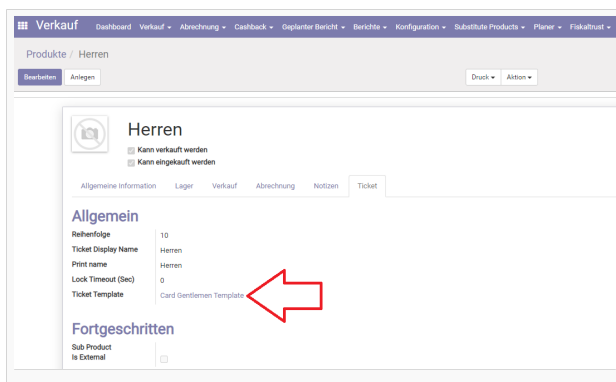 Verkauf Dashboard Verkauf Abrechnung Cashback Geplanter Bericht Berichte Konfiguration Substitute Products Planer Fiskaltrust
Produkte / Herren
Bearbeiten Anlegen Druck Aktion
Herren
Kann verkauft werden
Kann eingekauft werden
Allgemeine Information Lager Verkauf Abrechnung Notizen Ticket
Allgemein
Reihenfolge 10
Ticket Display Name Herren
Print name Herren
Lock Timeout (Sec) 0
Ticket Template Card Gentlemen Template
Fortgeschritten
Sub Product
Is External